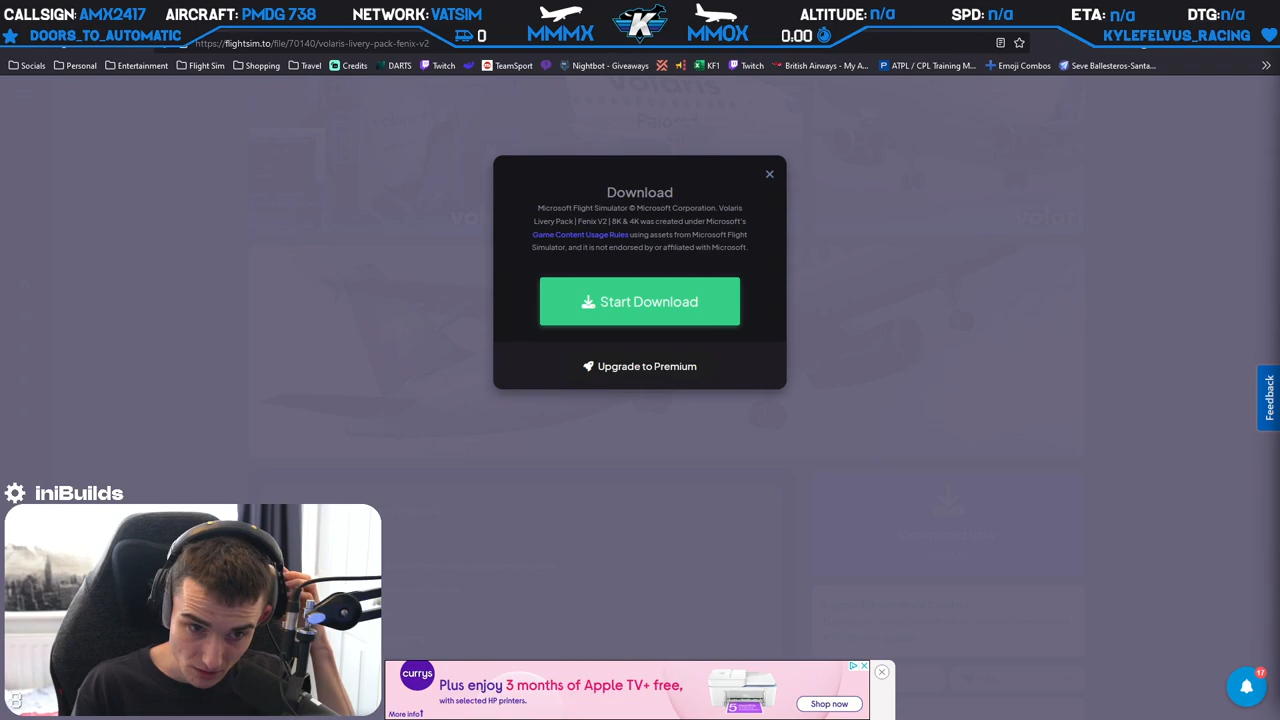 CALLSIGN: AMX2417 AIRCRAFT: PMDG 738 NETWORK: VATSIM ALTITUDE: n/a SPD: n/a ETA: n/a DTG: n/a
DOORS_TO_AUTOMATIC 0 MMMX K MMOX 0.00 KYLEFELVUS_RACING
https://flightsim.to/file/70140/volaris-livery-pack-fenix-v2
Socials Personal Entertainment Flight Sim Shopping Travel Credits DARTS Twitch TeamSport Nightbot - Giveaways KF1 Twitch British Airways - My A... ATPL / CPL Training M... Emoji Combos Seve Ballesteros-Santa...
Download
Microsoft Flight Simulator © Microsoft Corporation. Volaris
Livery Pack | Fenix V2 | 8K & 4K was created under Microsoft's
Game Content Usage Rules using assets from Microsoft Flight
Simulator, and it is not endorsed by or affiliated with Microsoft.
Start Download
Upgrade to Premium
Feedback
iniBuilds
currys
Plus enjoy 3 months of Apple TV+ free,
with selected HP printers.
More info
Shop now
47